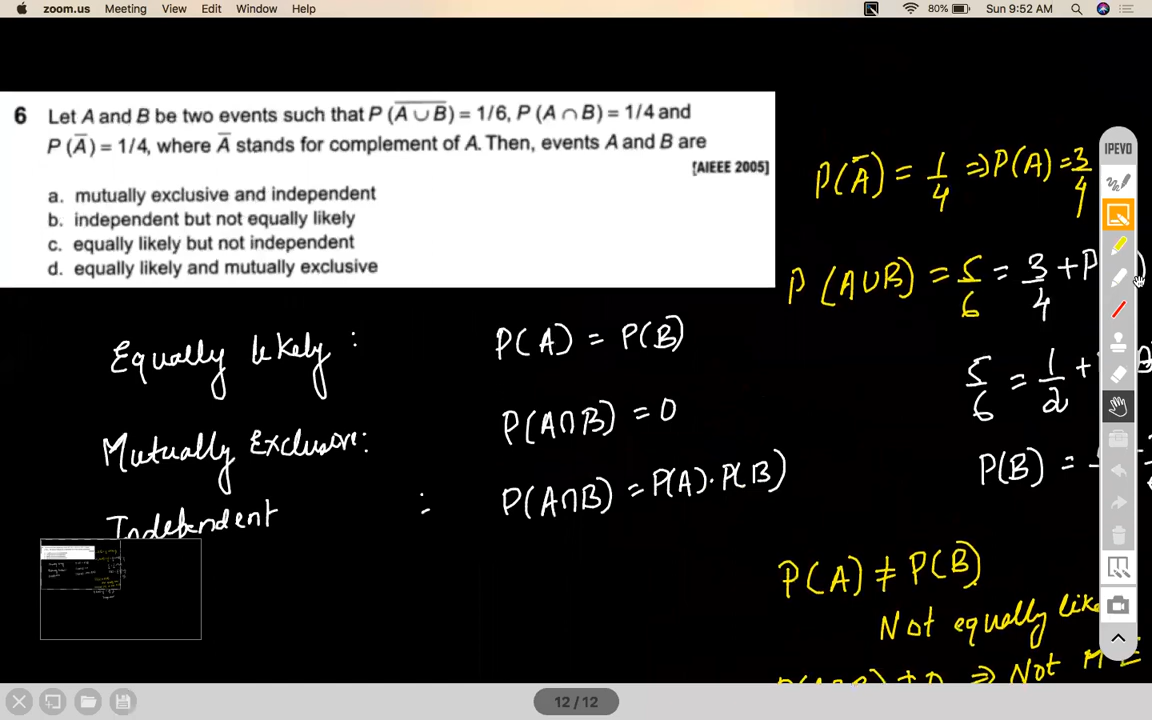 zoom.us Meeting View Edit Window Help 80% Sun 9:52 AM
6 Let A and B be two events such that P (A̅ ̅∪̅ ̅B̅) = 1/6, P (A ∩ B) = 1/4 and
P (A̅) = 1/4, where A̅ stands for complement of A. Then, events A and B are
[AIEEE 2005]
a. mutually exclusive and independent
b. independent but not equally likely
c. equally likely but not independent
d. equally likely and mutually exclusive
P(A̅) = 1/4 ⇒ P(A) = 3/4
P(A∪B) = 5/6 = 3/4 + P
5/6 = 1/2 +
P(B) =
Equally likely : P(A) = P(B)
Mutually Exclusive: P(A∩B) = 0
Independent : P(A∩B) = P(A)·P(B)
P(A) ≠ P(B)
Not equally like
⇒ Not M E
IPEVO
12 / 12